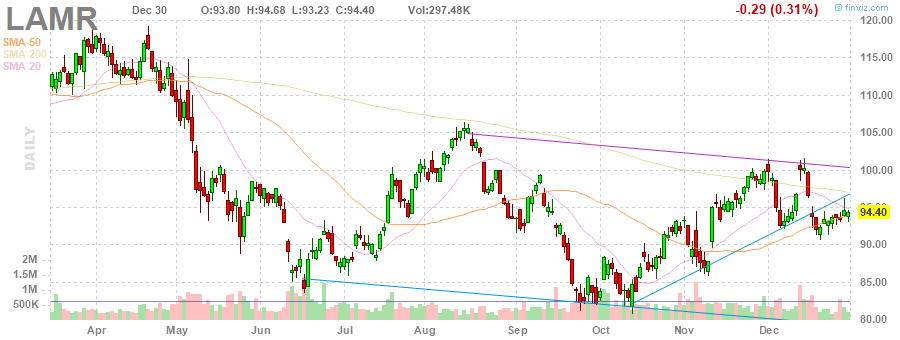 LAMR Dec 30 O:93.80 H:94.68 L:93.23 C:94.40 Vol:297.48K -0.29 (0.31%) finviz.com
SMA 50
SMA 200
SMA 20
DAILY
120.00
115.00
110.00
105.00
100.00
95.00
94.40
90.00
85.00
80.00
2M
1.5M
1M
500K
Apr May Jun Jul Aug Sep Oct Nov Dec